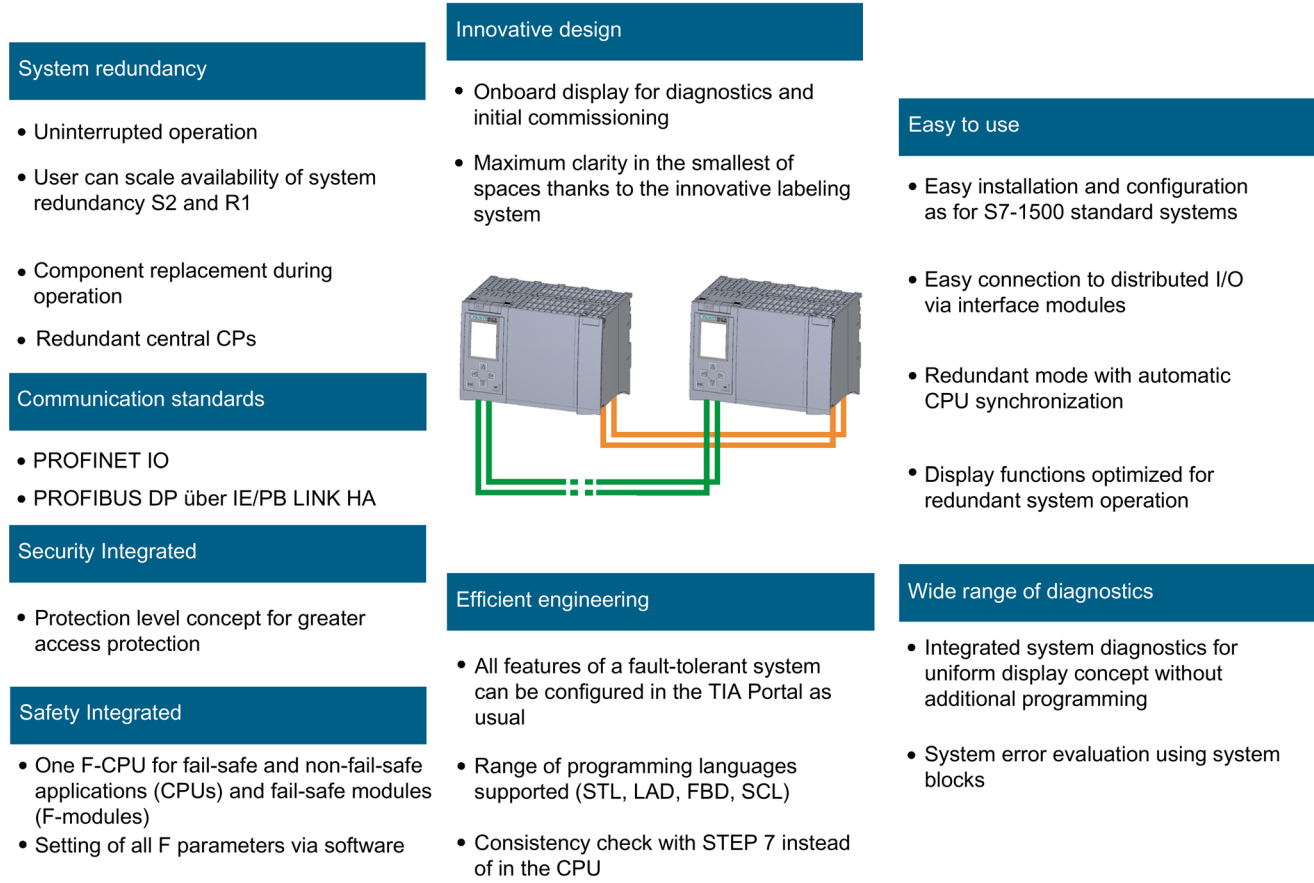 System redundancy
• Uninterrupted operation
• User can scale availability of system
redundancy S2 and R1
• Component replacement during
operation
• Redundant central CPs
Communication standards
• PROFINET IO
• PROFIBUS DP über IE/PB LINK HA
Security Integrated
• Protection level concept for greater
access protection
Safety Integrated
• One F-CPU for fail-safe and non-fail-safe
applications (CPUs) and fail-safe modules
(F-modules)
• Setting of all F parameters via software
Innovative design
• Onboard display for diagnostics and
initial commissioning
• Maximum clarity in the smallest of
spaces thanks to the innovative labeling
system
Efficient engineering
• All features of a fault-tolerant system
can be configured in the TIA Portal as
usual
• Range of programming languages
supported (STL, LAD, FBD, SCL)
• Consistency check with STEP 7 instead
of in the CPU
Easy to use
• Easy installation and configuration
as for S7-1500 standard systems
• Easy connection to distributed I/O
via interface modules
• Redundant mode with automatic
CPU synchronization
• Display functions optimized for
redundant system operation
Wide range of diagnostics
• Integrated system diagnostics for
uniform display concept without
additional programming
• System error evaluation using system
blocks